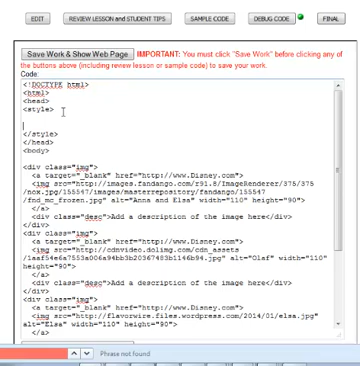 EDIT
REVIEW LESSON and STUDENT TIPS
SAMPLE CODE
DEBUG CODE
FINAL
Save Work & Show Web Page IMPORTANT: You must click "Save Work" before clicking any of
the buttons above (including review lesson or sample code) to save your work.
Code:
<!DOCTYPE html>
<html>
<head>
<style>
</style>
</head>
<body>
<div class="img">
<a target="_blank" href="http://www.Disney.com">
<img src="http://images.fandango.com/r91.8/ImageRenderer/375/375
/nox.jpg/155547/images/masterrepository/fandango/155547
/fnd_mc_frozen.jpg" alt="Anna and Elsa" width="110" height="90">
</a>
<div class="desc">Add a description of the image here</div>
</div>
<div class="img">
<a target="_blank" href="http://www.Disney.com">
<img src="http://cdnvideo.dolimg.com/cdn_assets
/1aaf54e6a7553a006a94bb3b20367483b1146b94.jpg" alt="Olaf" width="110"
height="90">
</a>
<div class="desc">Add a description of the image here</div>
</div>
<div class="img">
<a target="_blank" href="http://www.Disney.com">
<img src="http://flavorwire.files.wordpress.com/2014/01/elsa.jpg"
alt="Elsa" width="110" height="90">
</a>
Phrase not found